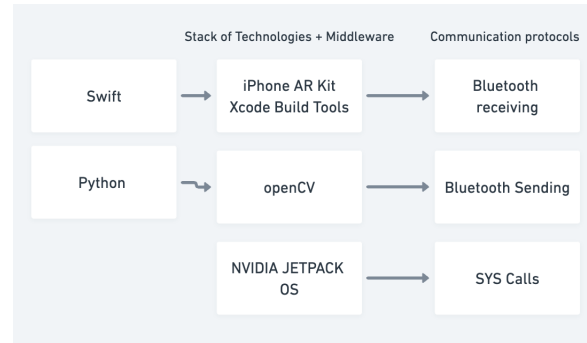 Stack of Technologies + Middleware
Communication protocols
Swift
iPhone AR Kit
Xcode Build Tools
Bluetooth
receiving
Python
openCV
Bluetooth Sending
NVIDIA JETPACK
OS
SYS Calls